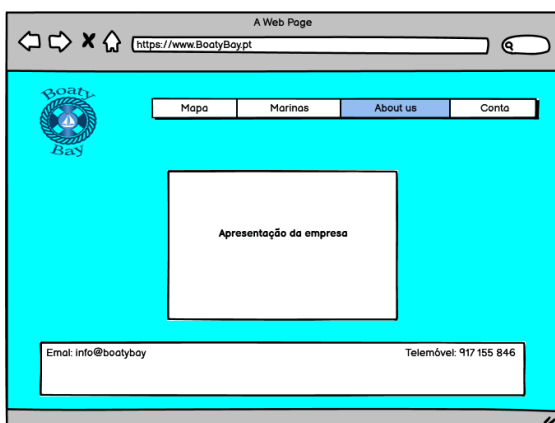 A Web Page
https://www.BoatyBay.pt
Boaty
Bay
Mapa Marinas About us Conta
Apresentação da empresa
Emal: info@boatybay Telemóvel: 917 155 846